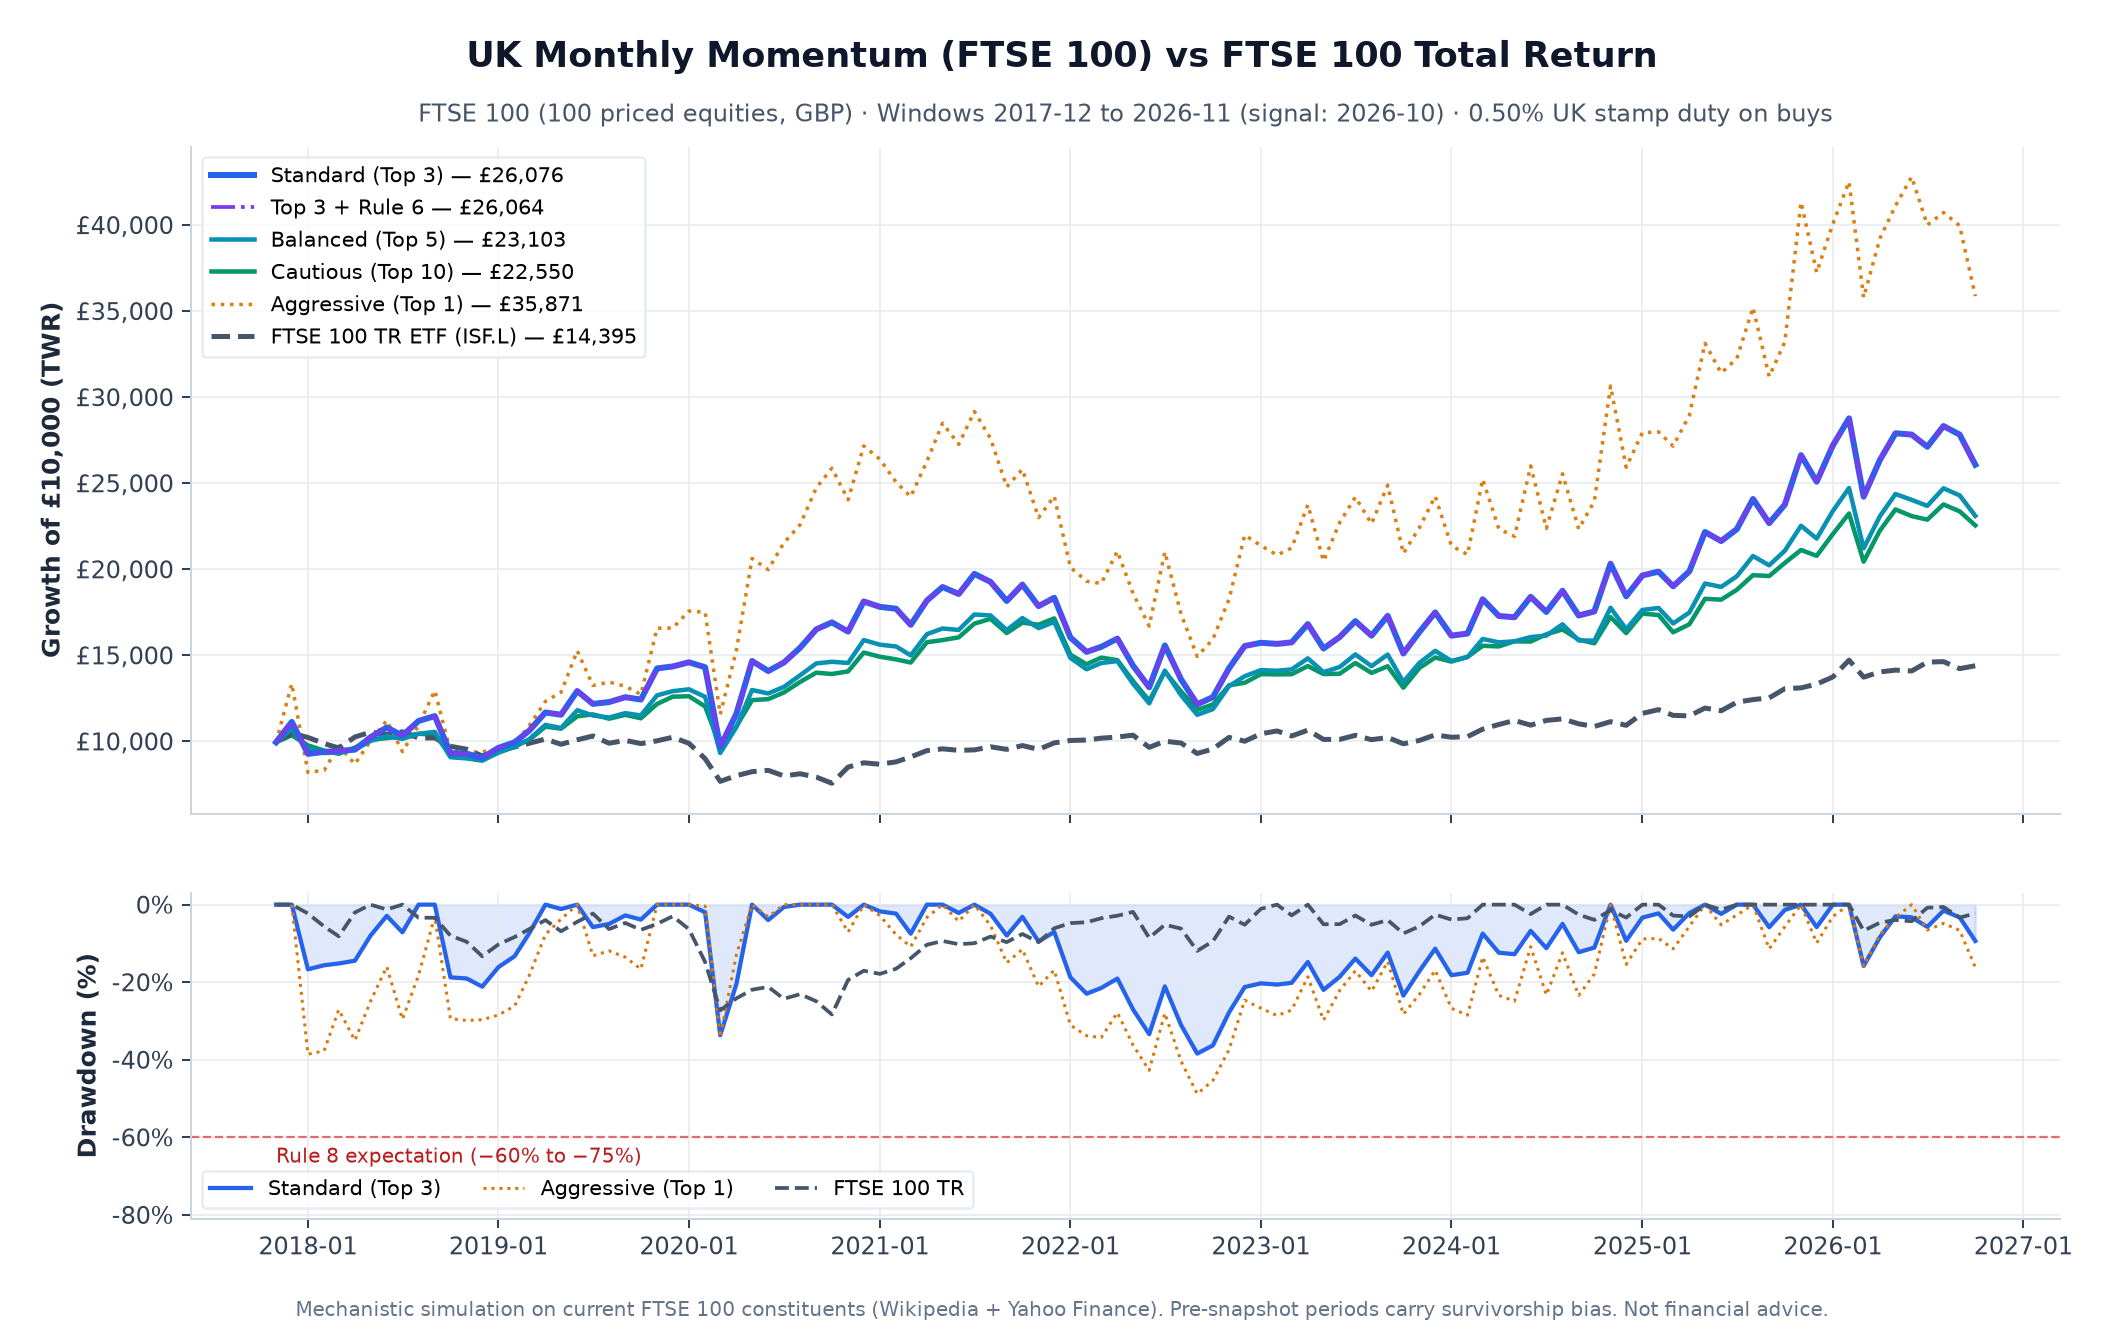 UK Monthly Momentum (FTSE 100) vs FTSE 100 Total Return
FTSE 100 (100 priced equities, GBP) · Windows 2017-12 to 2026-11 (signal: 2026-10) · 0.50% UK stamp duty on buys
Growth of £10,000 (TWR)
£40,000
£35,000
£30,000
£25,000
£20,000
£15,000
£10,000
Standard (Top 3) — £26,076
Top 3 + Rule 6 — £26,064
Balanced (Top 5) — £23,103
Cautious (Top 10) — £22,550
Aggressive (Top 1) — £35,871
FTSE 100 TR ETF (ISF.L) — £14,395
Drawdown (%)
0%
-20%
-40%
-60%
-80%
Rule 8 expectation (−60% to −75%)
Standard (Top 3)
Aggressive (Top 1)
FTSE 100 TR
2018-01
2019-01
2020-01
2021-01
2022-01
2023-01
2024-01
2025-01
2026-01
2027-01
Mechanistic simulation on current FTSE 100 constituents (Wikipedia + Yahoo Finance). Pre-snapshot periods carry survivorship bias. Not financial advice.